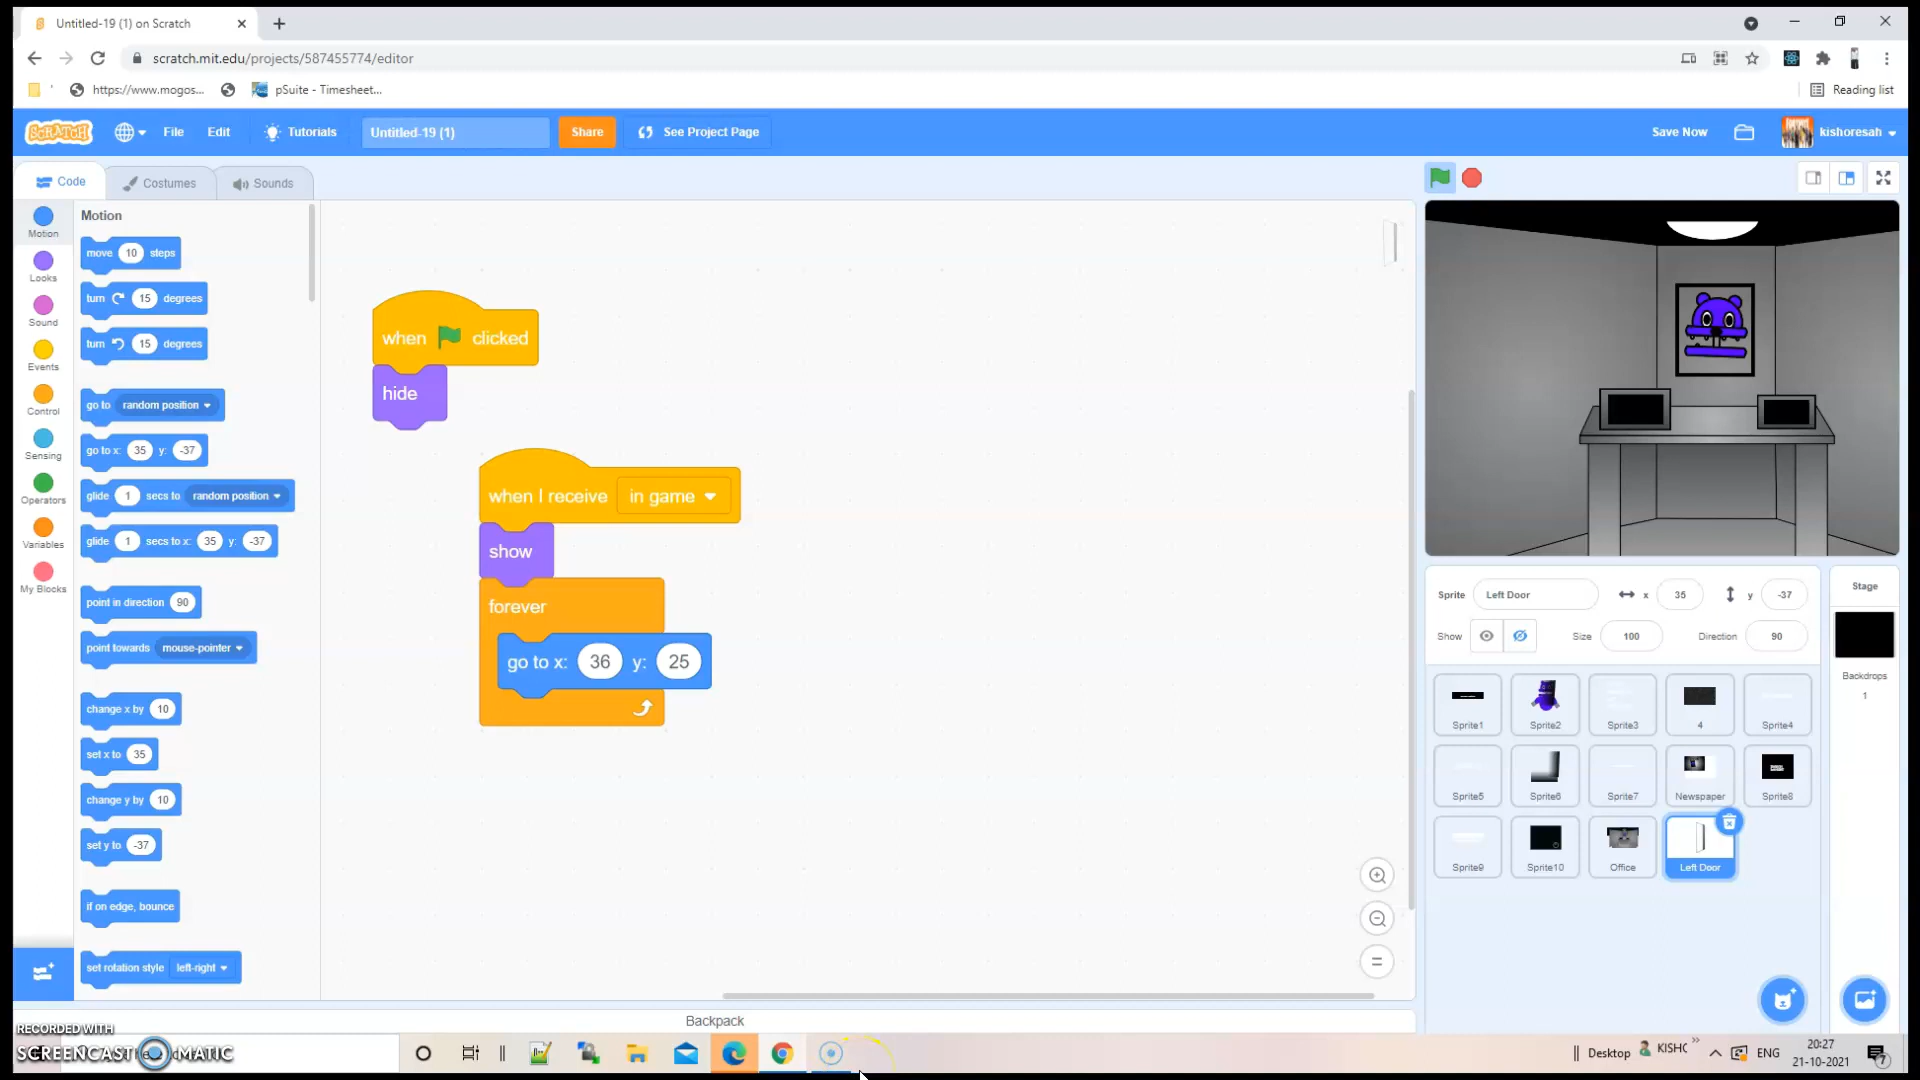 Untitled-19 (1) on Scratch
scratch.mit.edu/projects/587455774/editor
https://www.mogos...
pSuite - Timesheet...
Reading list
SCRATCH
File
Edit
Tutorials
Untitled-19 (1)
Share
See Project Page
Save Now
kishoresah
Code
Costumes
Sounds
Motion
Looks
Sound
Events
Control
Sensing
Operators
Variables
My Blocks
Motion
move 10 steps
turn 15 degrees
turn 15 degrees
go to random position
go to x: 35 y: -37
glide 1 secs to random position
glide 1 secs to x: 35 y: -37
point in direction 90
point towards mouse-pointer
change x by 10
set x to 35
change y by 10
set y to -37
if on edge, bounce
set rotation style left-right
when clicked
hide
when I receive in game
show
forever
go to x: 36 y: 25
Sprite Left Door x 35 y -37
Show Size 100 Direction 90
Stage
Backdrops
1
Sprite1
Sprite2
Sprite3
4
Sprite4
Sprite5
Sprite6
Sprite7
Newspaper
Sprite8
Sprite9
Sprite10
Office
Left Door
Backpack
RECORDED WITH
SCREENCAST MATIC
Desktop
KISHC
ENG
20:27
21-10-2021
7